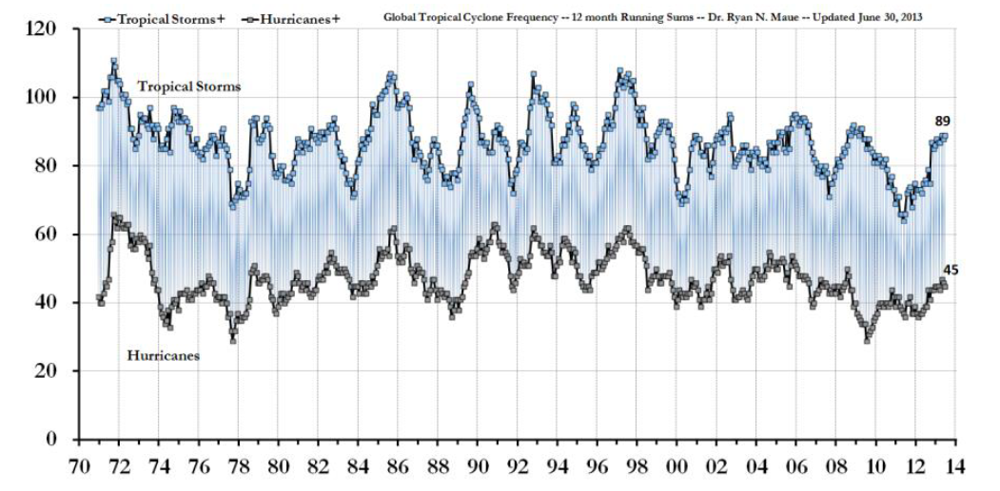 Tropical Storms+ Hurricanes+ Global Tropical Cyclone Frequency -- 12 month Running Sums -- Dr. Ryan N. Maue -- Updated June 30, 2013
120
Tropical Storms
100
89
80
60
45
40
Hurricanes
20
0
70 72 74 76 78 80 82 84 86 88 90 92 94 96 98 00 02 04 06 08 10 12 14